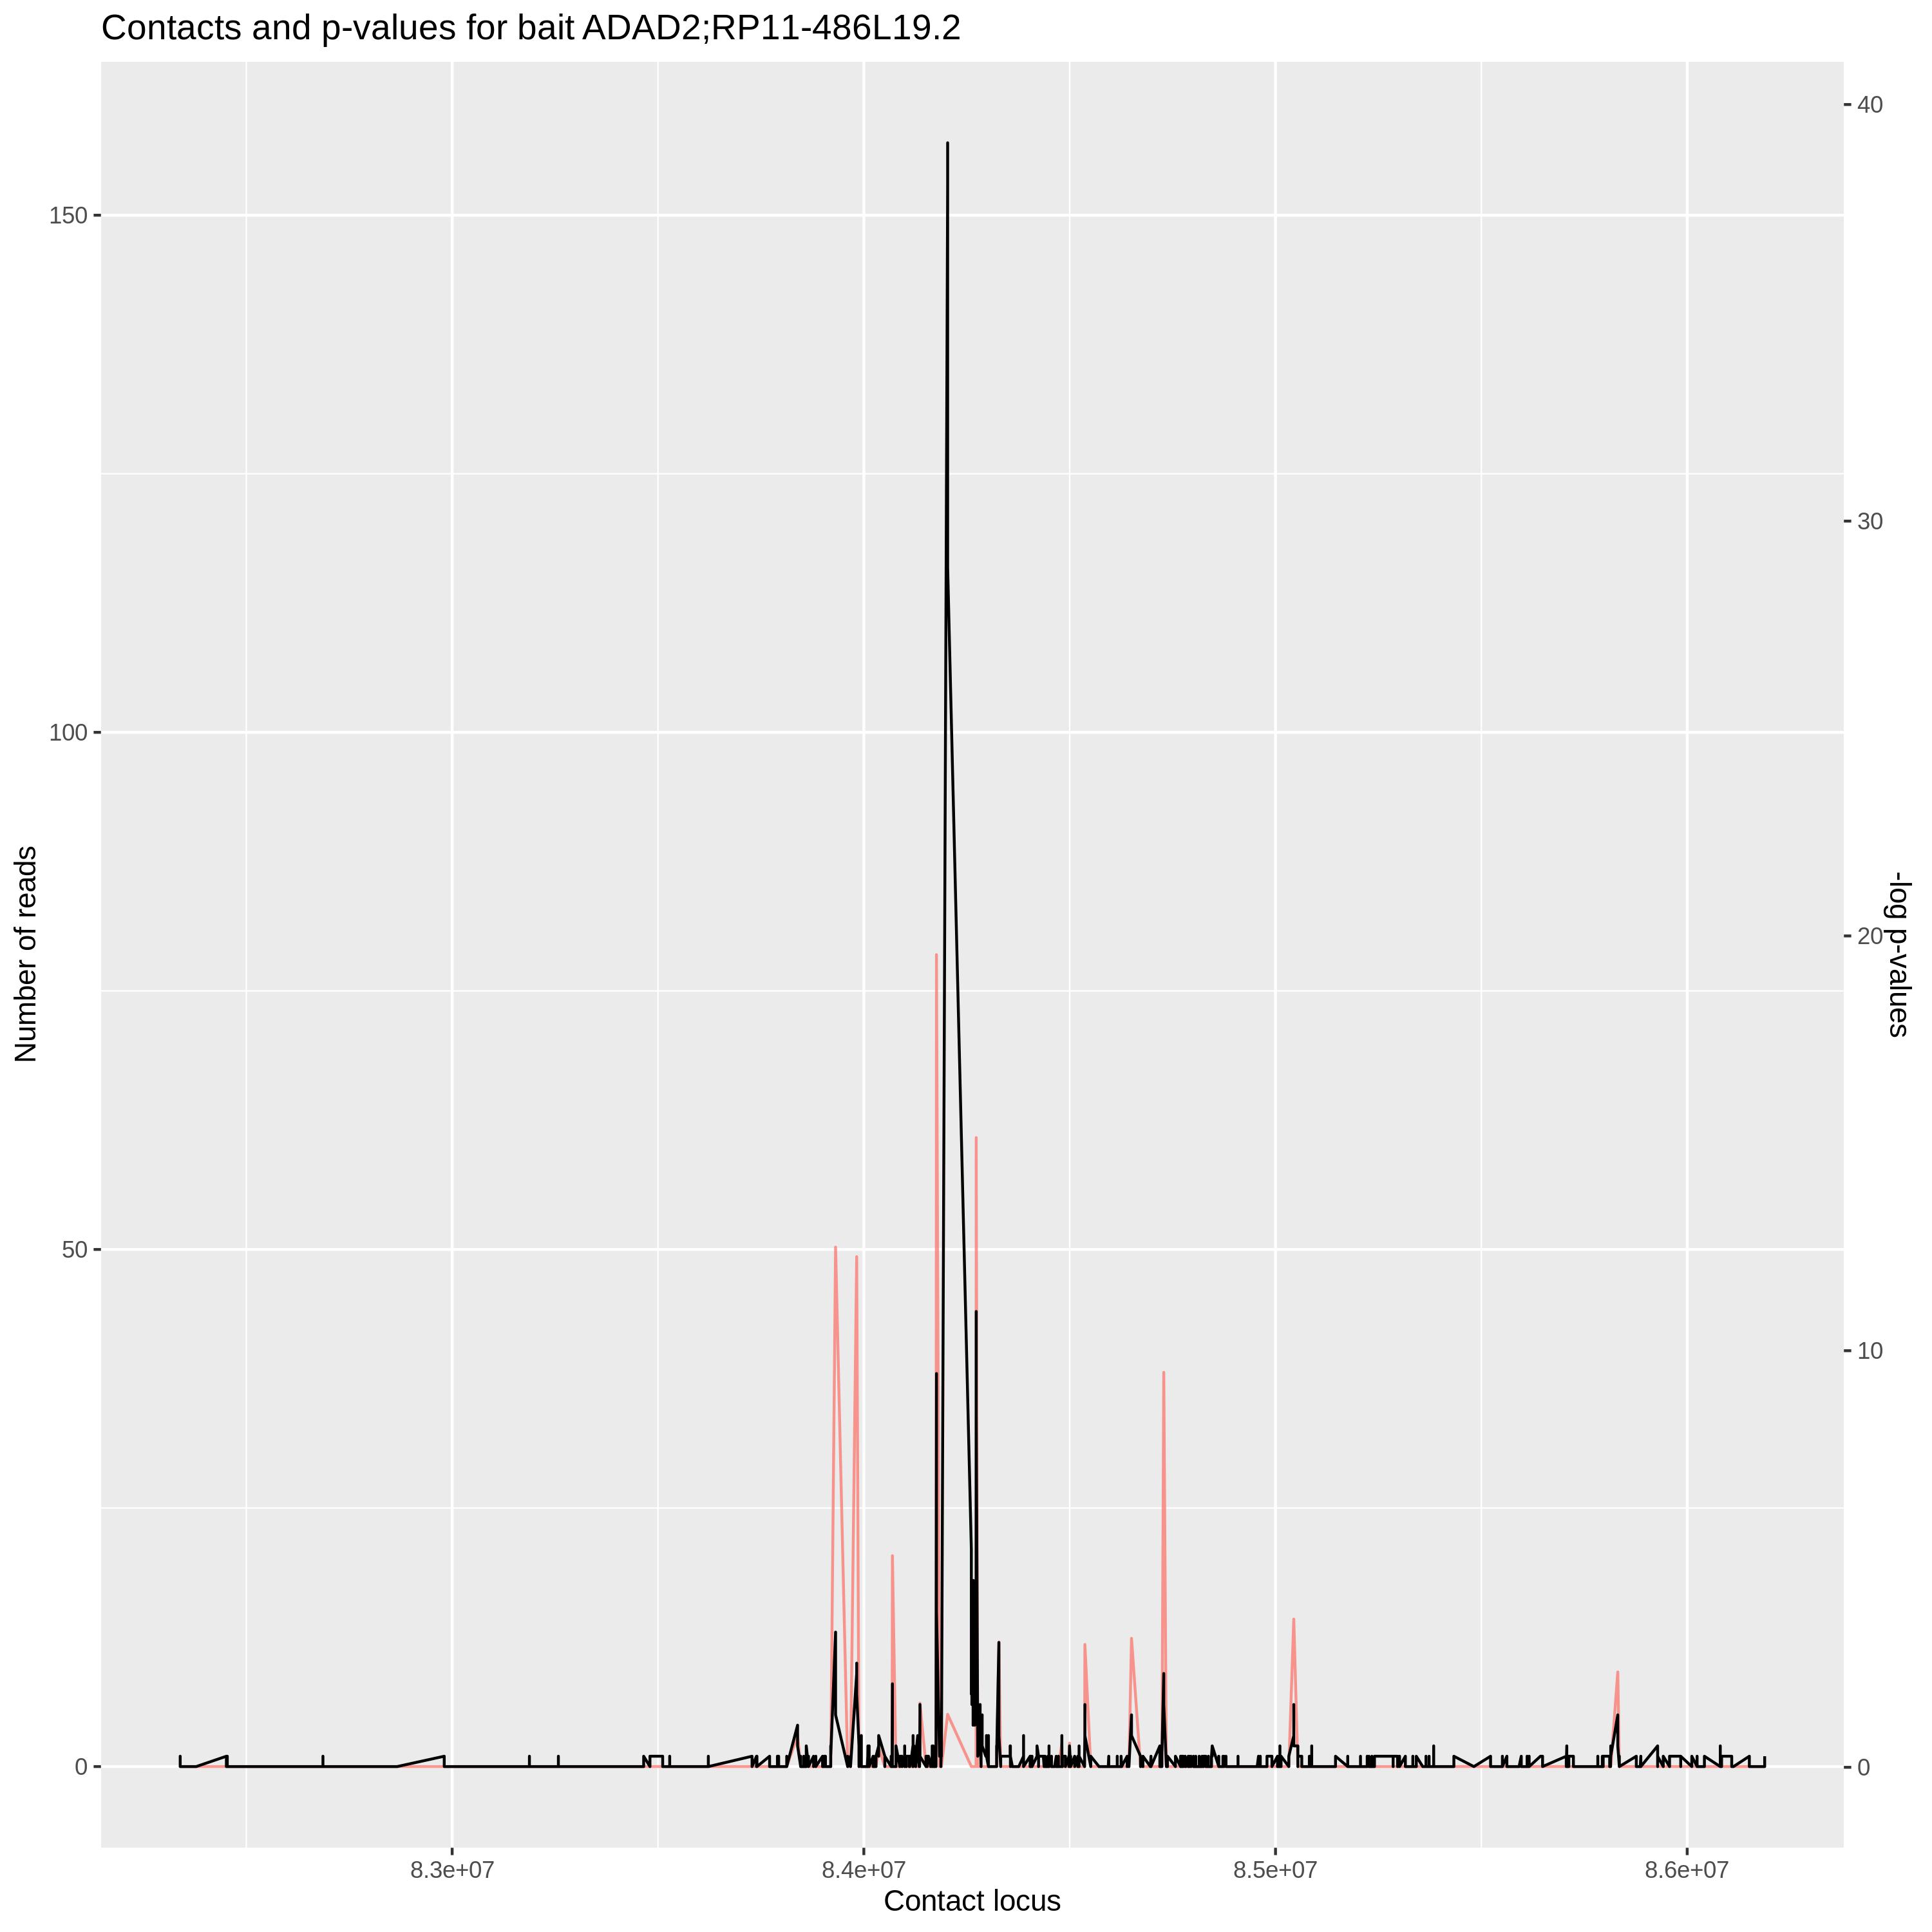 Contacts and p-values for bait ADAD2;RP11-486L19.2
Number of reads
150
100
50
0
40
30
20
10
0
-log p-values
8.3e+07
8.4e+07
8.5e+07
8.6e+07
Contact locus